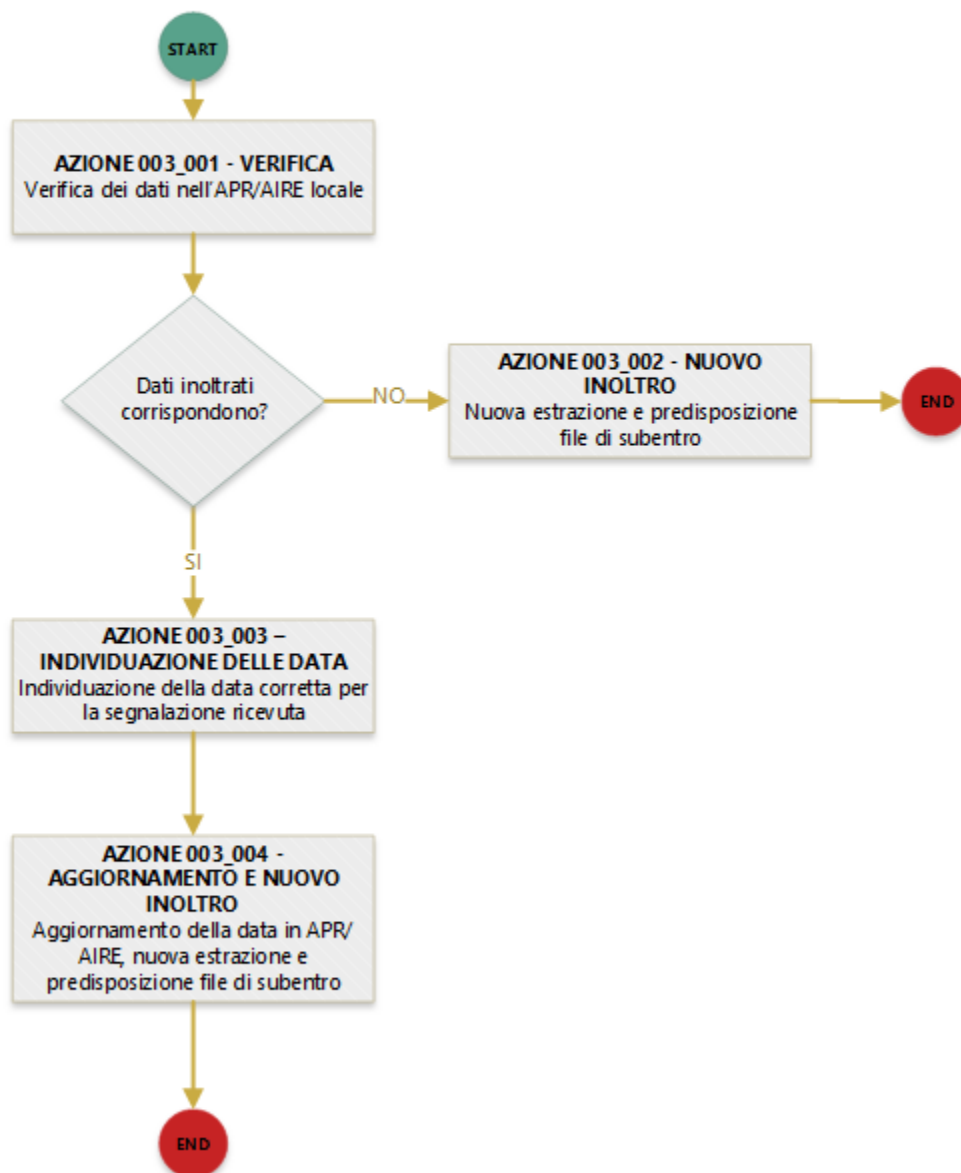 START
AZIONE 003_001 - VERIFICA
Verifica dei dati nell'APR/AIRE locale
Dati inoltrati
corrispondono?
NO
AZIONE 003_002 - NUOVO
INOLTRO
Nuova estrazione e predisposizione
file di subentro
END
SI
AZIONE 003_003 –
INDIVIDUAZIONE DELLE DATA
Individuazione della data corretta per
la segnalazione ricevuta
AZIONE 003_004 -
AGGIORNAMENTO E NUOVO
INOLTRO
Aggiornamento della data in APR/
AIRE, nuova estrazione e
predisposizione file di subentro
END